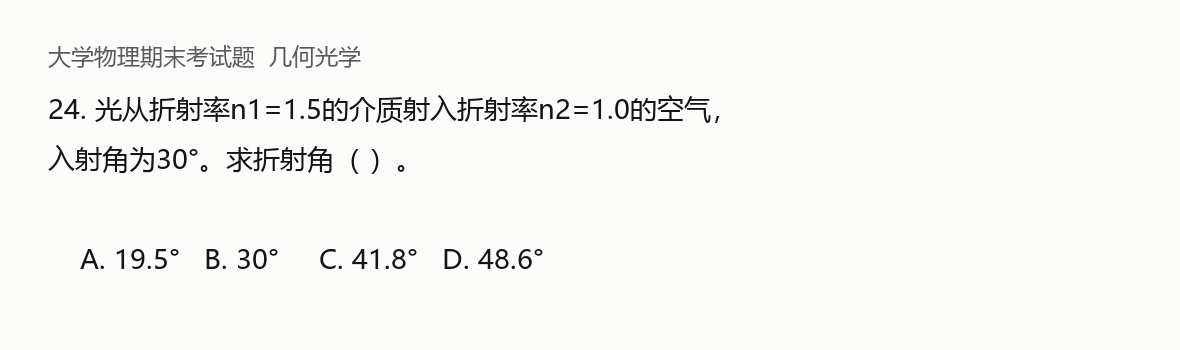 大学物理期末考试题 几何光学
24. 光从折射率n1=1.5的介质射入折射率n2=1.0的空气,
入射角为30°。求折射角（ ）。
A. 19.5° B. 30° C. 41.8° D. 48.6°